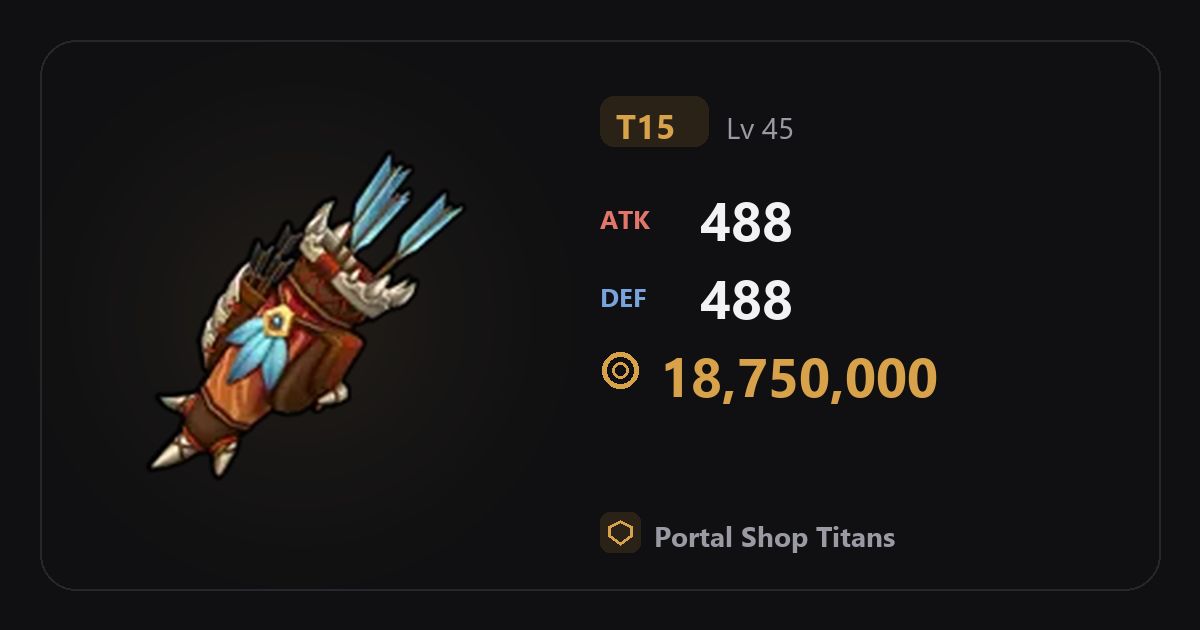 T15 Lv 45
ATK 488
DEF 488
18,750,000
Portal Shop Titans